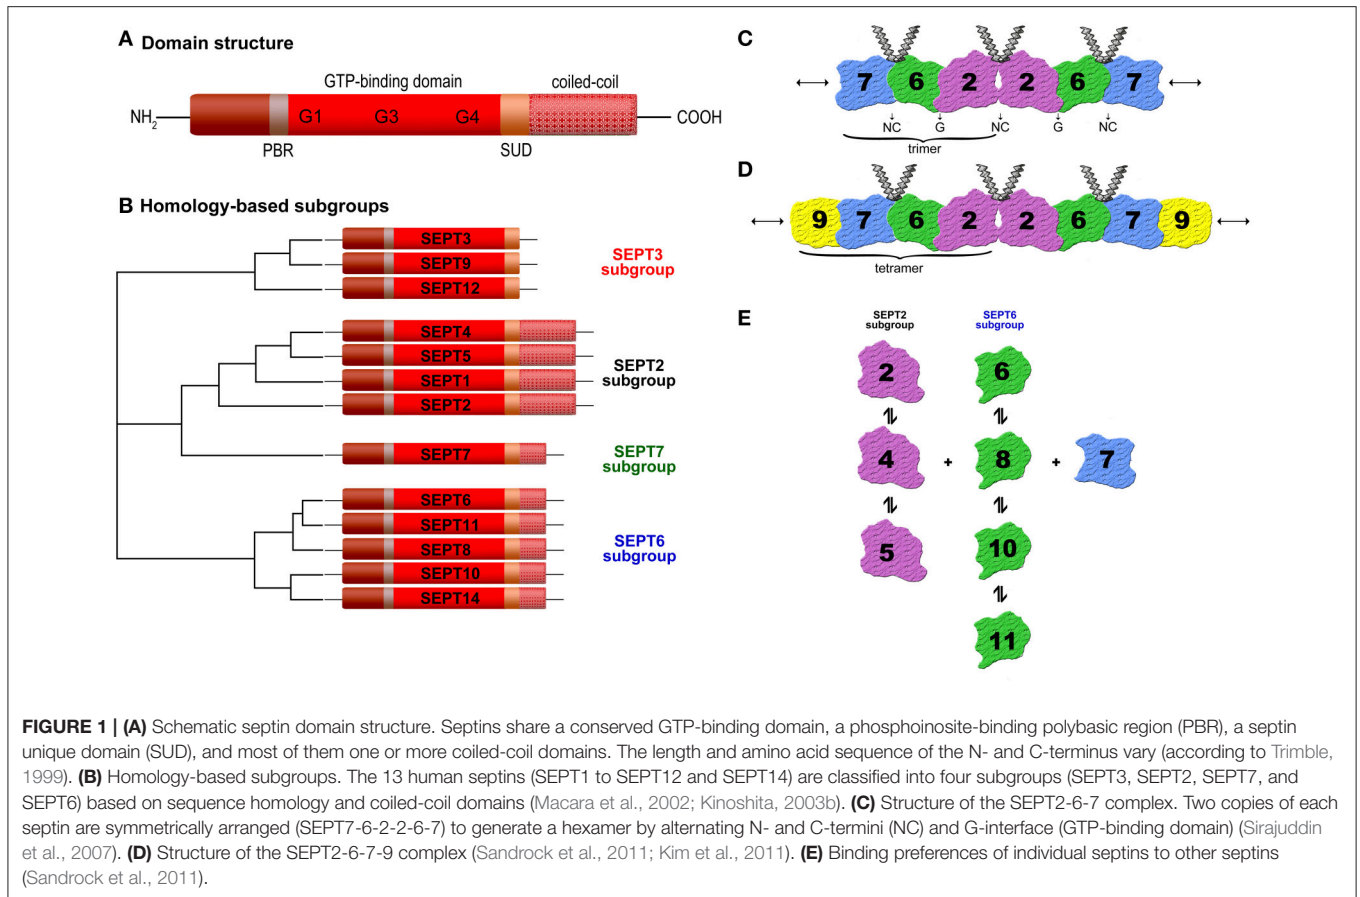 A Domain structure
GTP-binding domain
coiled-coil
NH2
G1
G3
G4
COOH
PBR
SUD
B Homology-based subgroups
SEPT3
SEPT9
SEPT12
SEPT3
subgroup
SEPT4
SEPT5
SEPT1
SEPT2
SEPT2
subgroup
SEPT7
SEPT7
subgroup
SEPT6
SEPT11
SEPT8
SEPT10
SEPT14
SEPT6
subgroup
C
7 6 2 2 6 7
NC G NC G NC
trimer
D
9 7 6 2 2 6 7 9
tetramer
E
SEPT2
subgroup
SEPT6
subgroup
2 6
4 + 8 + 7
5 10
11
FIGURE 1 | (A) Schematic septin domain structure. Septins share a conserved GTP-binding domain, a phosphoinosite-binding polybasic region (PBR), a septin
unique domain (SUD), and most of them one or more coiled-coil domains. The length and amino acid sequence of the N- and C-terminus vary (according to Trimble,
1999). (B) Homology-based subgroups. The 13 human septins (SEPT1 to SEPT12 and SEPT14) are classified into four subgroups (SEPT3, SEPT2, SEPT7, and
SEPT6) based on sequence homology and coiled-coil domains (Macara et al., 2002; Kinoshita, 2003b). (C) Structure of the SEPT2-6-7 complex. Two copies of each
septin are symmetrically arranged (SEPT7-6-2-2-6-7) to generate a hexamer by alternating N- and C-termini (NC) and G-interface (GTP-binding domain) (Sirajuddin
et al., 2007). (D) Structure of the SEPT2-6-7-9 complex (Sandrock et al., 2011; Kim et al., 2011). (E) Binding preferences of individual septins to other septins
(Sandrock et al., 2011).